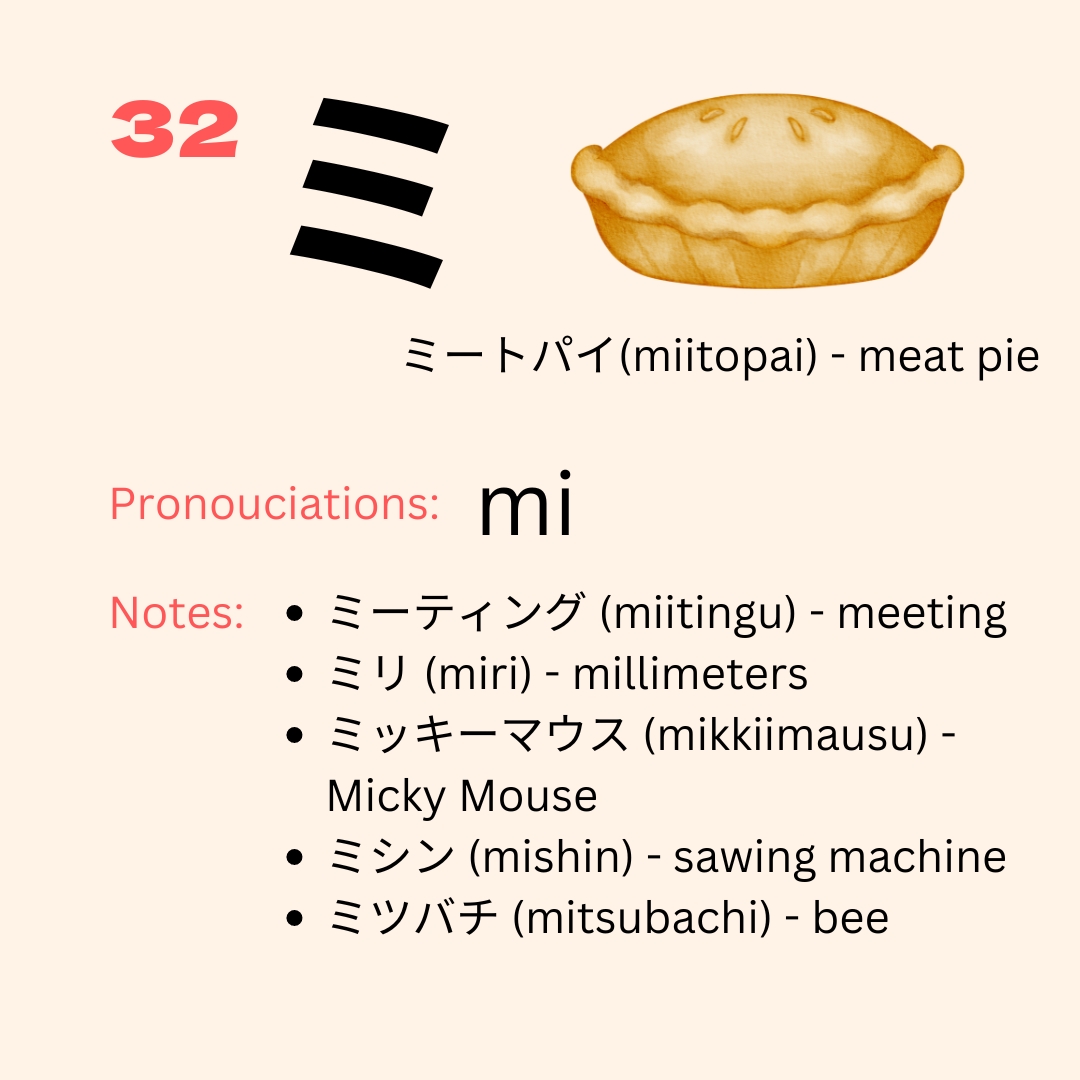 32 ミ
ミートパイ(miitopai) - meat pie
Pronouciations: mi
Notes:
• ミーティング (miitingu) - meeting
• ミリ (miri) - millimeters
• ミッキーマウス (mikkiimausu) -
Micky Mouse
• ミシン (mishin) - sawing machine
• ミツバチ (mitsubachi) - bee